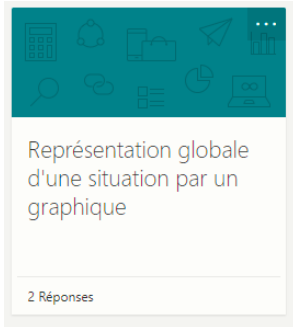 Représentation globale
d'une situation par un
graphique
2 Réponses